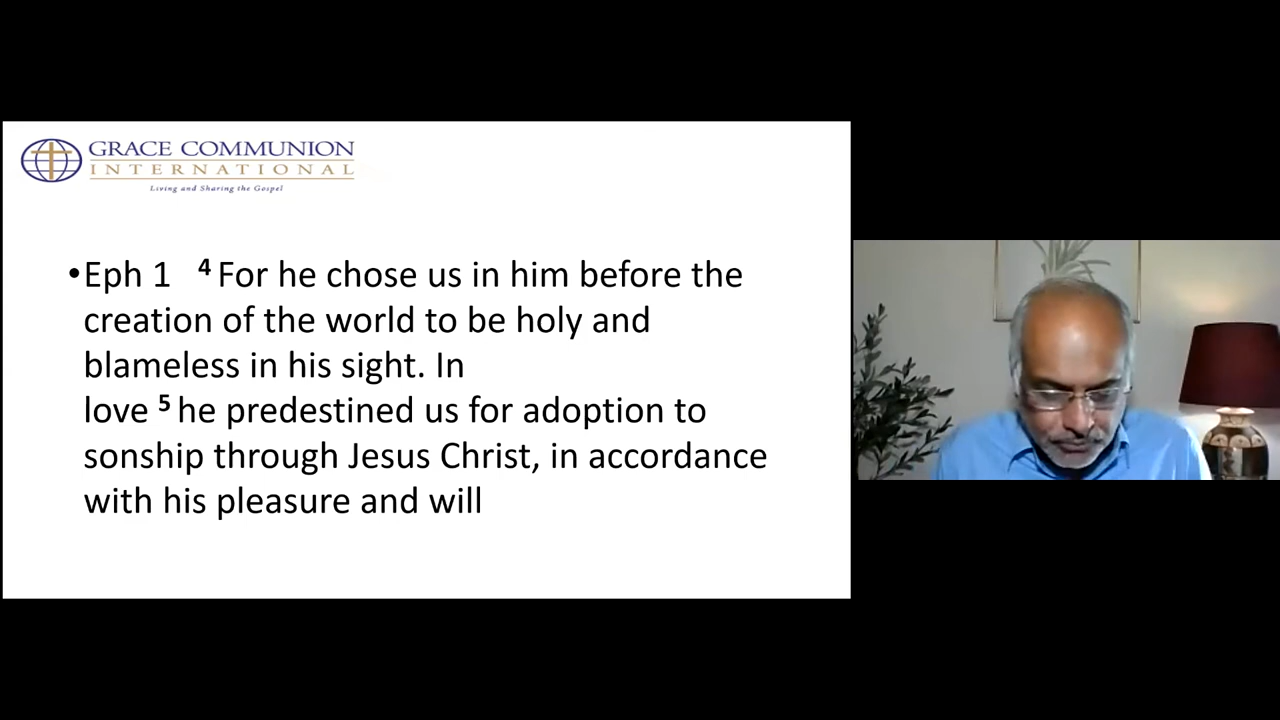 GRACE COMMUNION
INTERNATIONAL
Living and Sharing the Gospel
•Eph 1 4 For he chose us in him before the
creation of the world to be holy and
blameless in his sight. In
love 5 he predestined us for adoption to
sonship through Jesus Christ, in accordance
with his pleasure and will